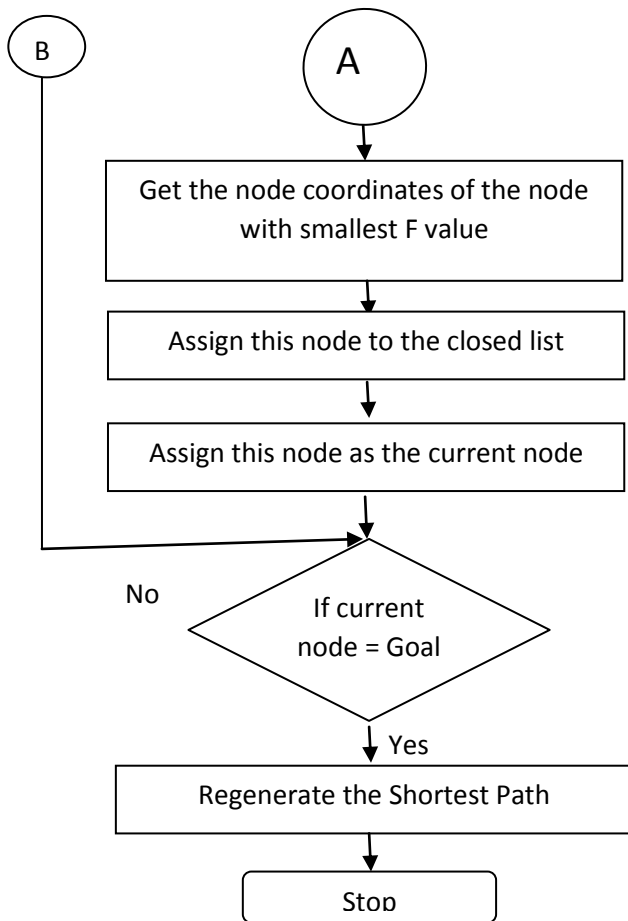 B
A
Get the node coordinates of the node
with smallest F value
Assign this node to the closed list
Assign this node as the current node
No
If current
node = Goal
Yes
Regenerate the Shortest Path
Stop